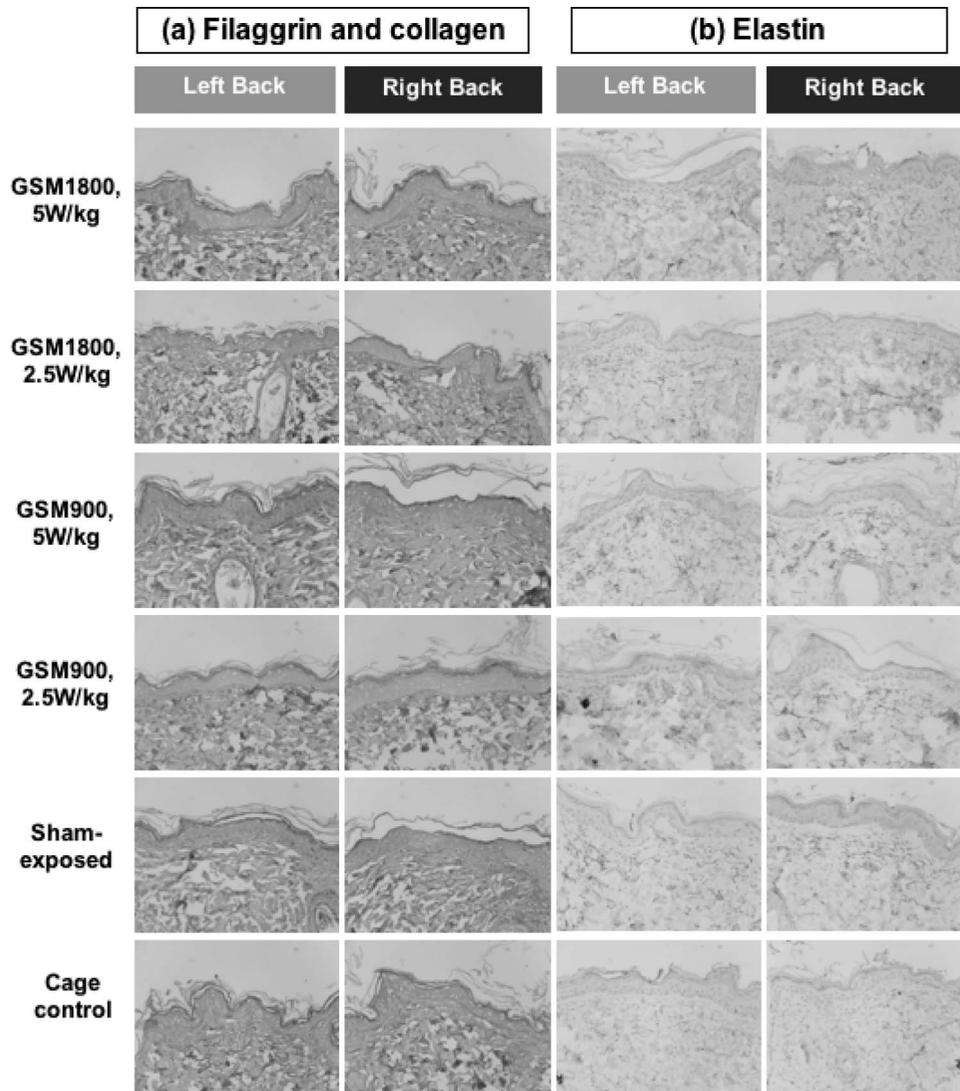 (a) Filaggrin and collagen
(b) Elastin
Left Back
Right Back
Left Back
Right Back
GSM1800,
5W/kg
GSM1800,
2.5W/kg
GSM900,
5W/kg
GSM900,
2.5W/kg
Sham-
exposed
Cage
control